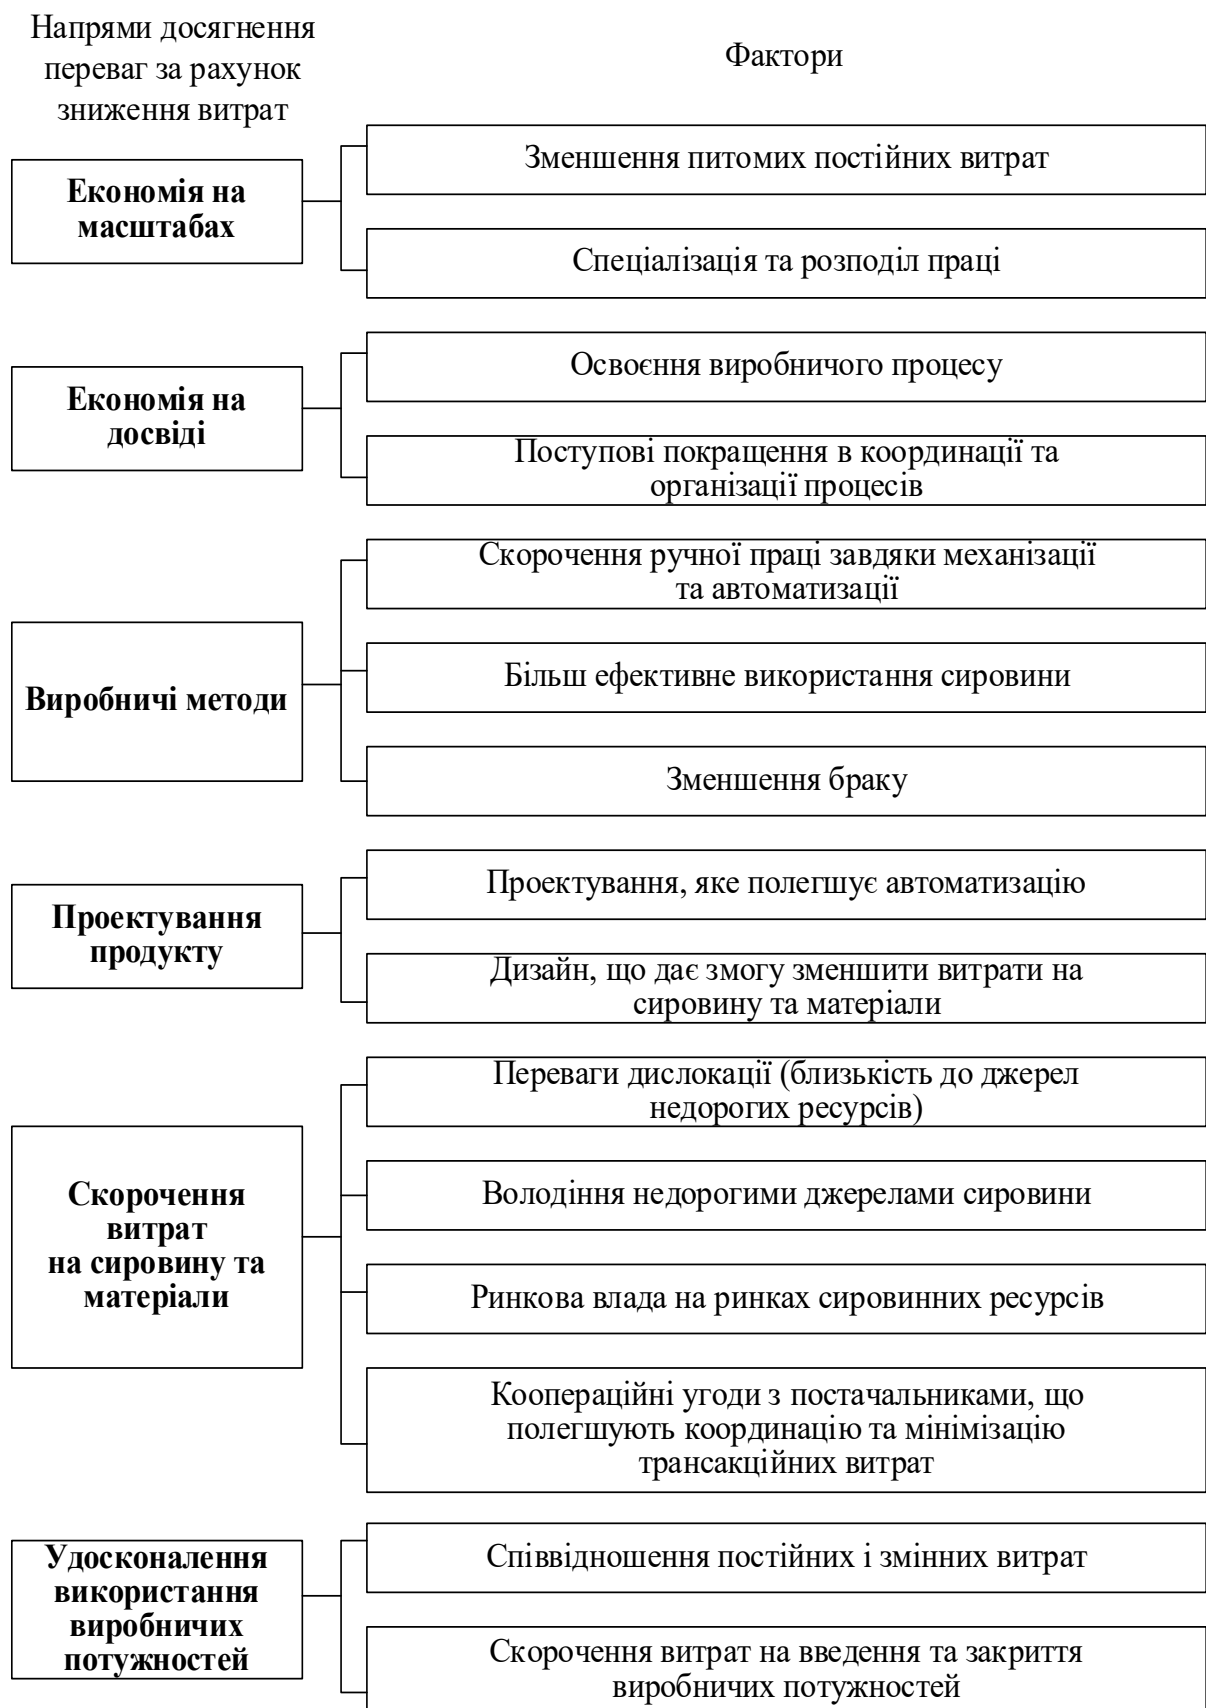 Напрями досягнення
переваг за рахунок
зниження витрат
Фактори
Економія на
масштабах
Зменшення питомих постійних витрат
Спеціалізація та розподіл праці
Економія на
досвіді
Освоєння виробничого процесу
Поступові покращення в координації та
організації процесів
Виробничі методи
Скорочення ручної праці завдяки механізації
та автоматизації
Більш ефективне використання сировини
Зменшення браку
Проектування
продукту
Проектування, яке полегшує автоматизацію
Дизайн, що дає змогу зменшити витрати на
сировину та матеріали
Скорочення
витрат
на сировину та
матеріали
Переваги дислокації (близькість до джерел
недорогих ресурсів)
Володіння недорогими джерелами сировини
Ринкова влада на ринках сировинних ресурсів
Коопераційні угоди з постачальниками, що
полегшують координацію та мінімізацію
трансакційних витрат
Удосконалення
використання
виробничих
потужностей
Співвідношення постійних і змінних витрат
Скорочення витрат на введення та закриття
виробничих потужностей